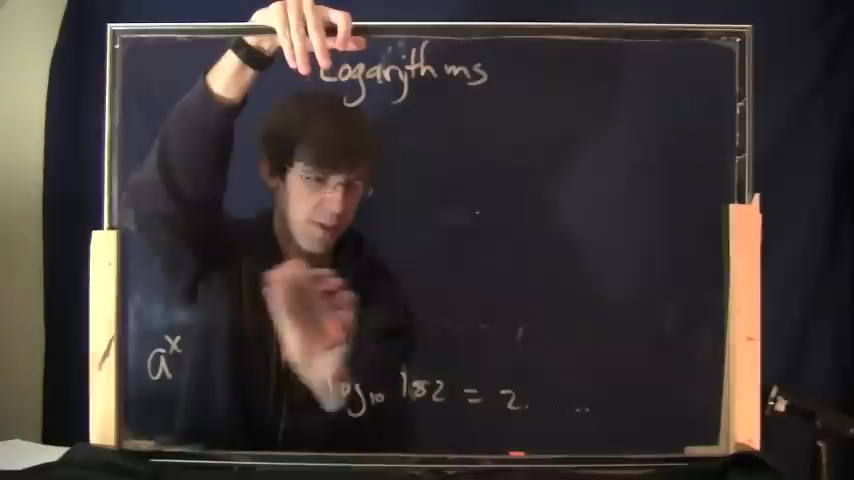 Logarithms
a^x
log₁₀ 182 = 2. ....